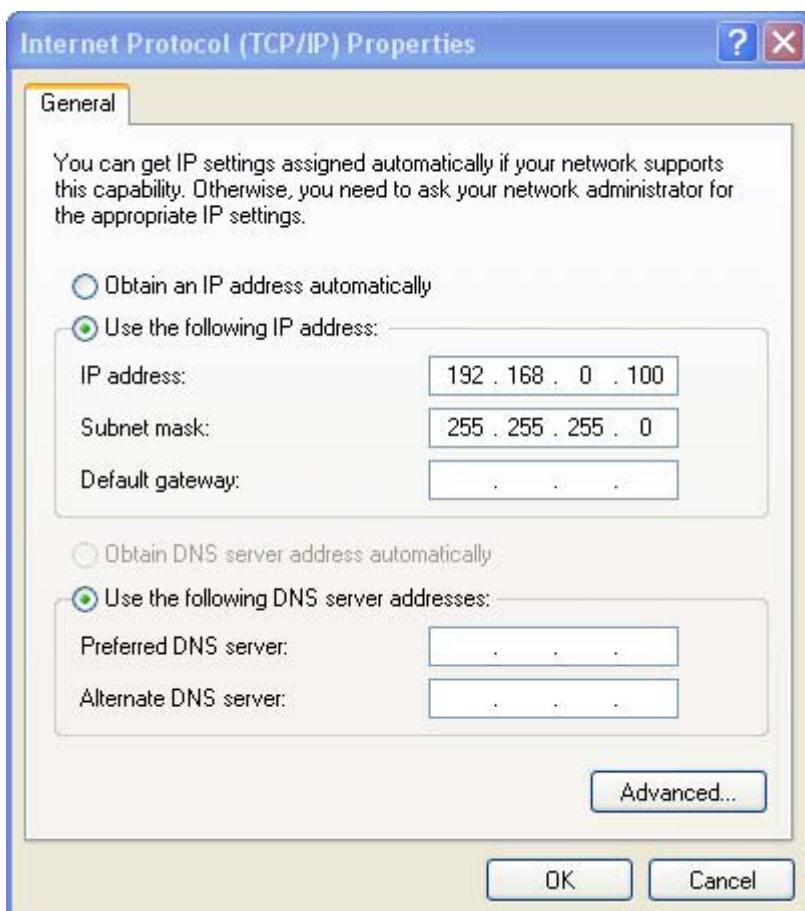 Internet Protocol (TCP/IP) Properties
General
You can get IP settings assigned automatically if your network supports
this capability. Otherwise, you need to ask your network administrator for
the appropriate IP settings.
Obtain an IP address automatically
Use the following IP address:
IP address: 192 . 168 . 0 . 100
Subnet mask: 255 . 255 . 255 . 0
Default gateway: . . .
Obtain DNS server address automatically
Use the following DNS server addresses:
Preferred DNS server: . . .
Alternate DNS server: . . .
Advanced...
OK Cancel